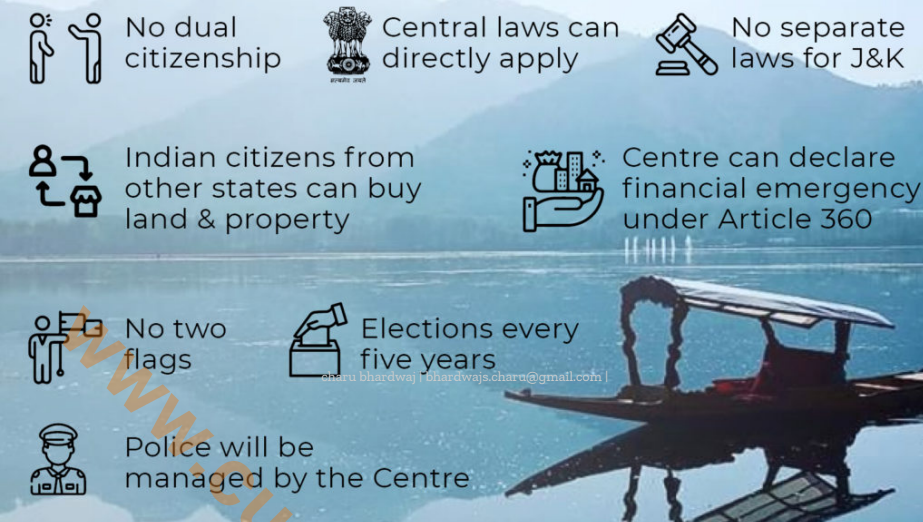 No dual
citizenship
Central laws can
directly apply
No separate
laws for J&K
Indian citizens from
other states can buy
land & property
Centre can declare
financial emergency
under Article 360
No two
flags
Elections every
five years
charu bhardwaj | bhardwajs.charu@gmail.com |
Police will be
managed by the Centre
www.cu